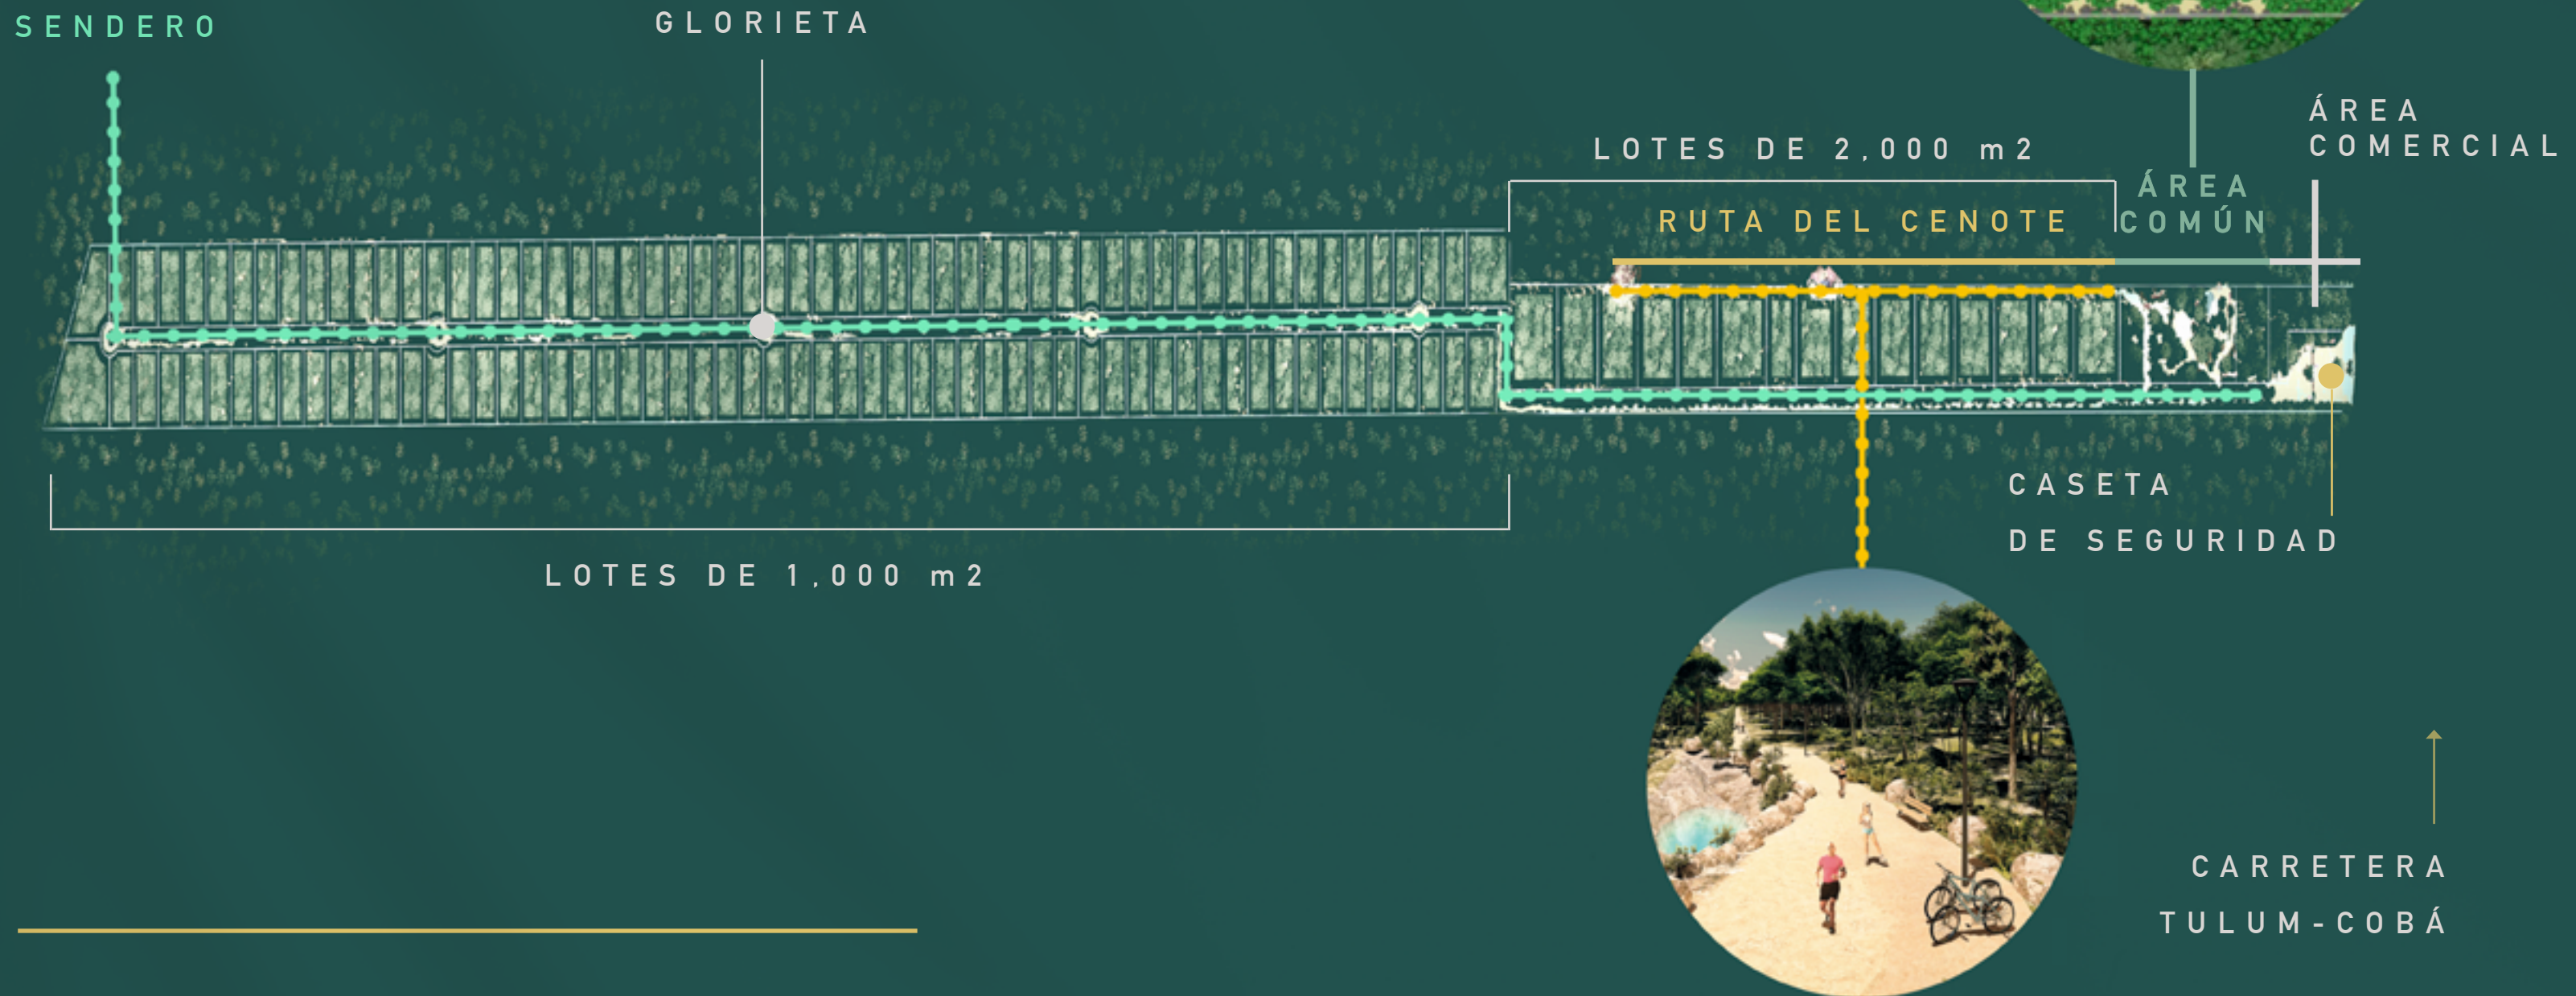 SENDERO
GLORIETA
ÁREA
COMERCIAL
LOTES DE 2,000 m2
ÁREA
COMÚN
RUTA DEL CENOTE
CASETA
DE SEGURIDAD
LOTES DE 1,000 m2
CARRETERA
TULUM-COBÁ